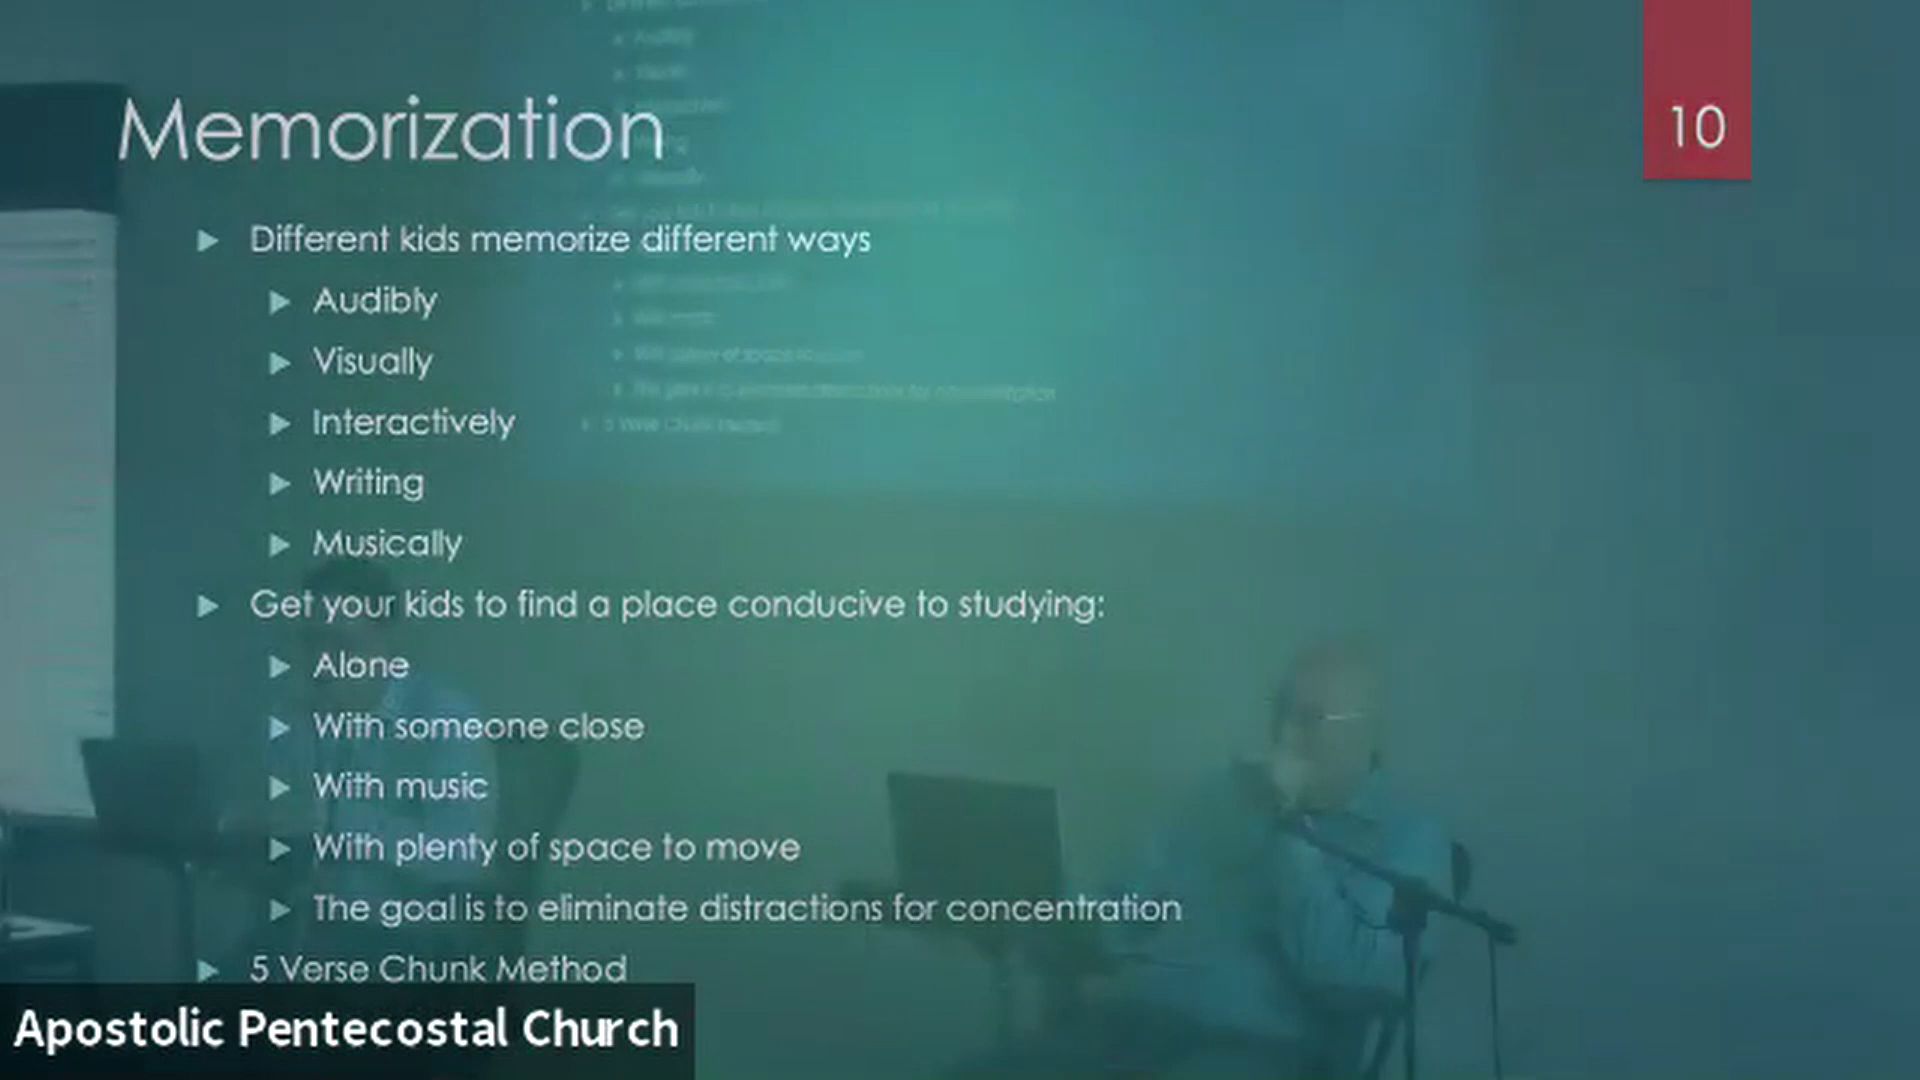 Memorization
10
Different kids memorize different ways
Audibly
Visually
Interactively
Writing
Musically
Get your kids to find a place conducive to studying:
Alone
With someone close
With music
With plenty of space to move
The goal is to eliminate distractions for concentration
5 Verse Chunk Method
Apostolic Pentecostal Church